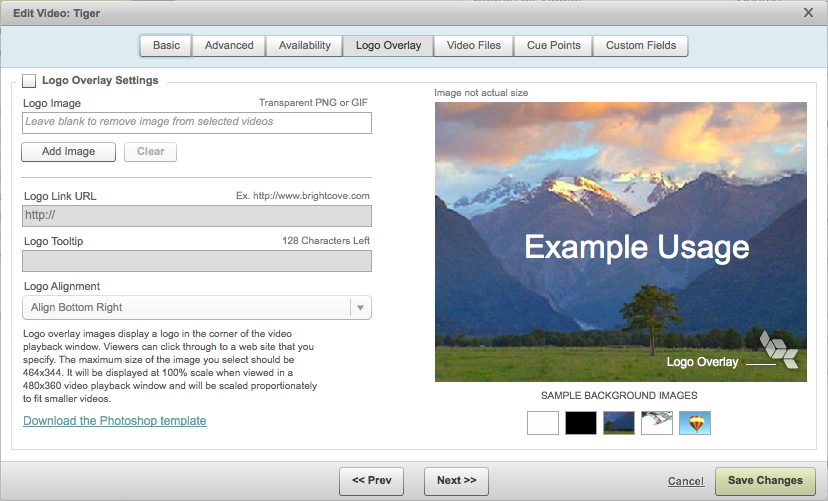 Edit Video: Tiger
Basic
Advanced
Availability
Logo Overlay
Video Files
Cue Points
Custom Fields
Logo Overlay Settings
Logo Image
Transparent PNG or GIF
Leave blank to remove image from selected videos
Add Image
Clear
Logo Link URL
Ex. http://www.brightcove.com
http://
Logo Tooltip
128 Characters Left
Logo Alignment
Align Bottom Right
Logo overlay images display a logo in the corner of the video
playback window. Viewers can click through to a web site that you
specify. The maximum size of the image you select should be
464x344. It will be displayed at 100% scale when viewed in a
480x360 video playback window and will be scaled proportionately
to fit smaller videos.
Download the Photoshop template
Image not actual size
Example Usage
Logo Overlay
SAMPLE BACKGROUND IMAGES
<< Prev
Next >>
Cancel
Save Changes